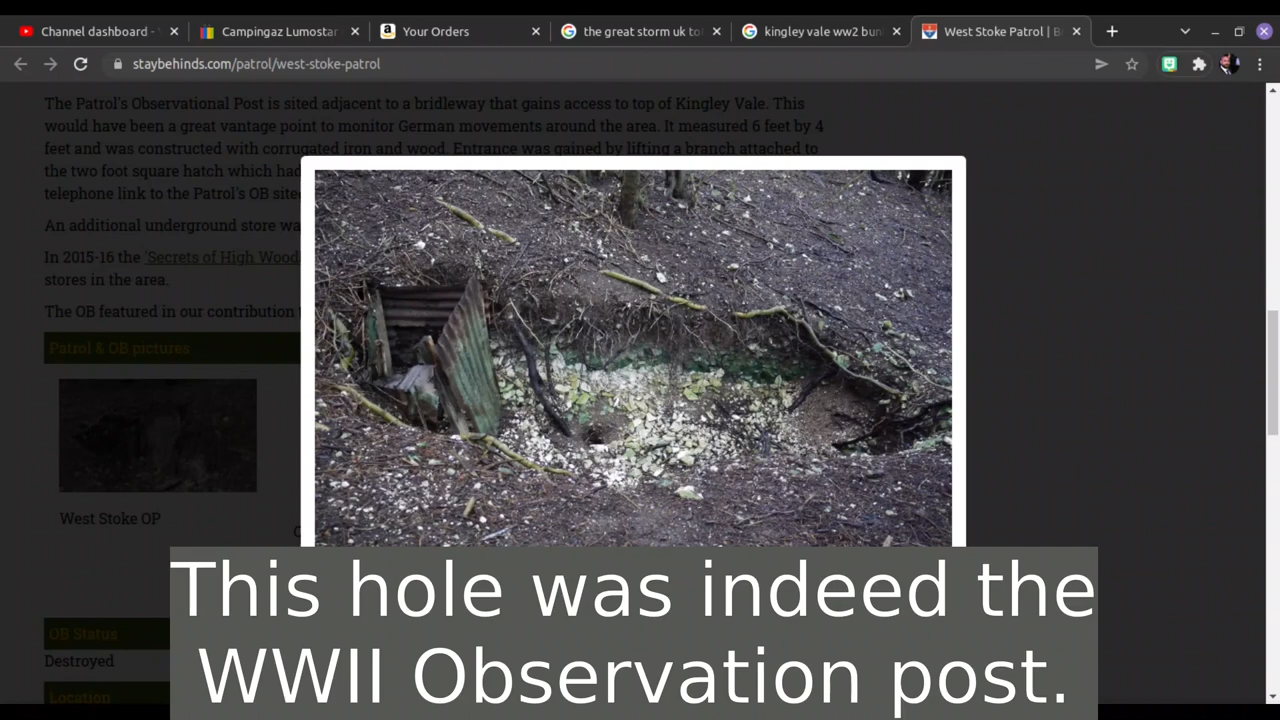 Channel dashboard -
Campingaz Lumostar
Your Orders
the great storm uk to
kingley vale ww2 bun
West Stoke Patrol | B
staybehinds.com/patrol/west-stoke-patrol
The Patrol's Observational Post is sited adjacent to a bridleway that gains access to top of Kingley Vale. This
would have been a great vantage point to monitor German movements around the area. It measured 6 feet by 4
feet and was constructed with corrugated iron and wood. Entrance was gained by lifting a branch attached to
the two foot square hatch which had
telephone link to the Patrol's OB site
An additional underground store wa
In 2015-16 the 'Secrets of High Wood
stores in the area.
The OB featured in our contribution
Patrol & OB pictures
West Stoke OP
This hole was indeed the
WWII Observation post.
OB Status
Destroyed
Location